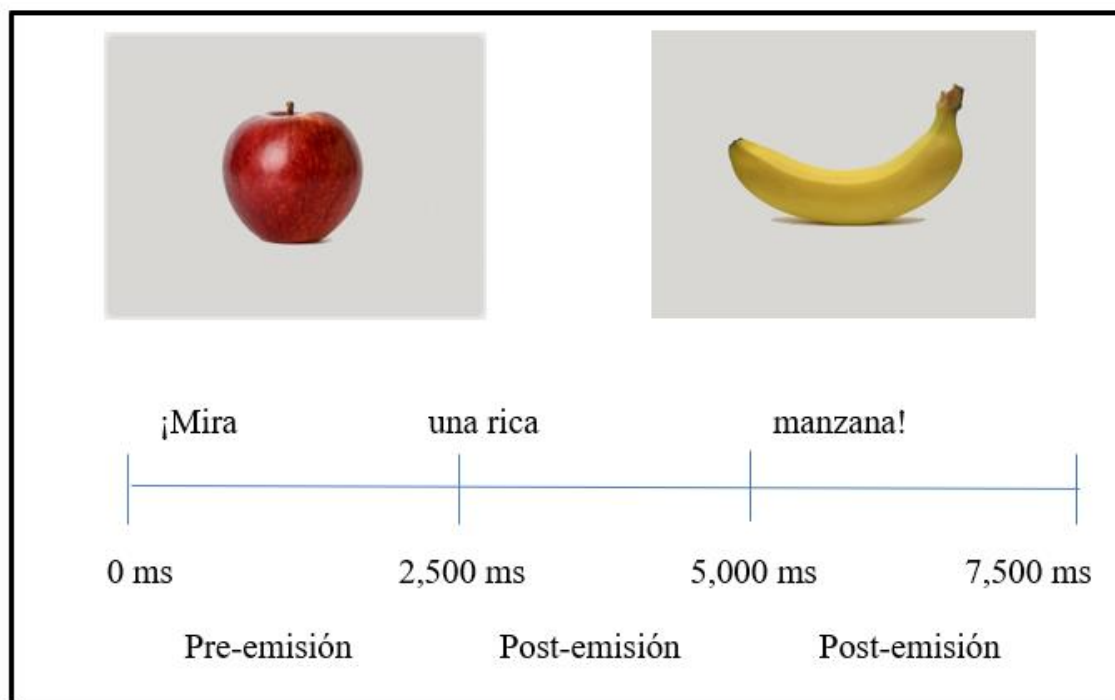 ¡Mira una rica manzana!
0 ms 2,500 ms 5,000 ms 7,500 ms
Pre-emisión Post-emisión Post-emisión